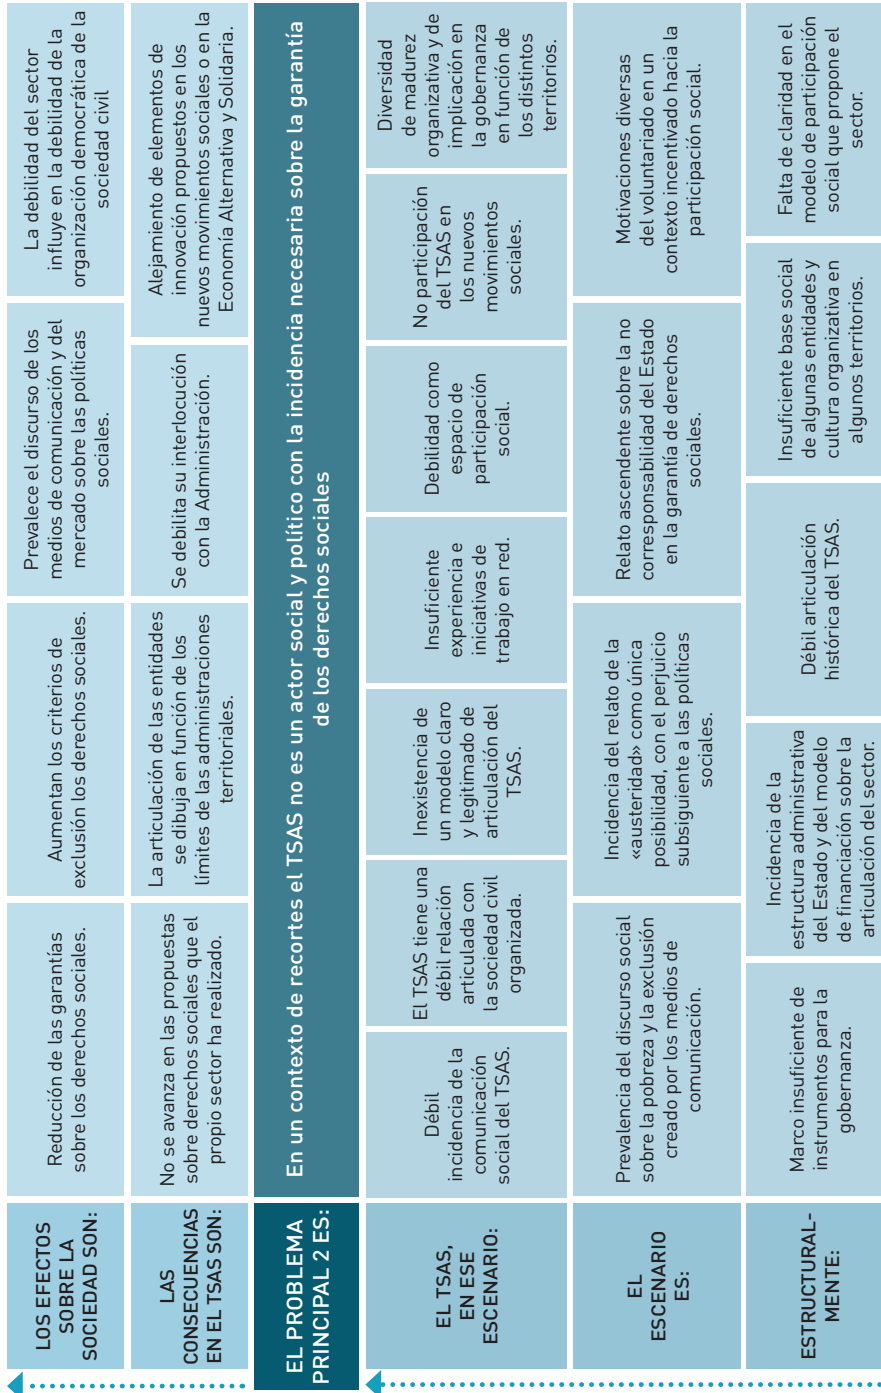 LOS EFECTOS
SOBRE LA
SOCIEDAD SON:
Reducción de las garantías
sobre los derechos sociales.
Aumentan los criterios de
exclusión los derechos sociales.
Prevalece el discurso de los
medios de comunicación y del
mercado sobre las políticas
sociales.
La debilidad del sector
influye en la debilidad de la
organización democrática de la
sociedad civil
LAS
CONSECUENCIAS
EN EL TSAS SON:
No se avanza en las propuestas
sobre derechos sociales que el
propio sector ha realizado.
La articulación de las entidades
se dibuja en función de los
límites de las administraciones
territoriales.
Se debilita su interlocución
con la Administración.
Alejamiento de elementos de
innovación propuestos en los
nuevos movimientos sociales o en la
Economía Alternativa y Solidaria.
EL PROBLEMA
PRINCIPAL 2 ES:
En un contexto de recortes el TSAS no es un actor social y político con la incidencia necesaria sobre la garantía
de los derechos sociales
EL TSAS,
EN ESE
ESCENARIO:
Débil
incidencia de la
comunicación
social del TSAS.
El TSAS tiene una
débil relación
articulada con
la sociedad civil
organizada.
Inexistencia de
un modelo claro
y legitimado de
articulación del
TSAS.
Insuficiente
experiencia e
iniciativas de
trabajo en red.
Debilidad como
espacio de
participación
social.
No participación
del TSAS en
los nuevos
movimientos
sociales.
Diversidad
de madurez
organizativa y de
implicación en
la gobernanza
en función de
los distintos
territorios.
EL
ESCENARIO
ES:
Prevalencia del discurso social
sobre la pobreza y la exclusión
creado por los medios de
comunicación.
Incidencia del relato de la
«austeridad» como única
posibilidad, con el perjuicio
subsiguiente a las políticas
sociales.
Relato ascendente sobre la no
corresponsabilidad del Estado
en la garantía de derechos
sociales.
Motivaciones diversas
del voluntariado en un
contexto incentivado hacia la
participación social.
ESTRUCTURAL-
MENTE:
Marco insuficiente de
instrumentos para la
gobernanza.
Incidencia de la
estructura administrativa
del Estado y del modelo
de financiación sobre la
articulación del sector.
Débil articulación
histórica del TSAS.
Insuficiente base social
de algunas entidades y
cultura organizativa en
algunos territorios.
Falta de claridad en el
modelo de participación
social que propone el
sector.